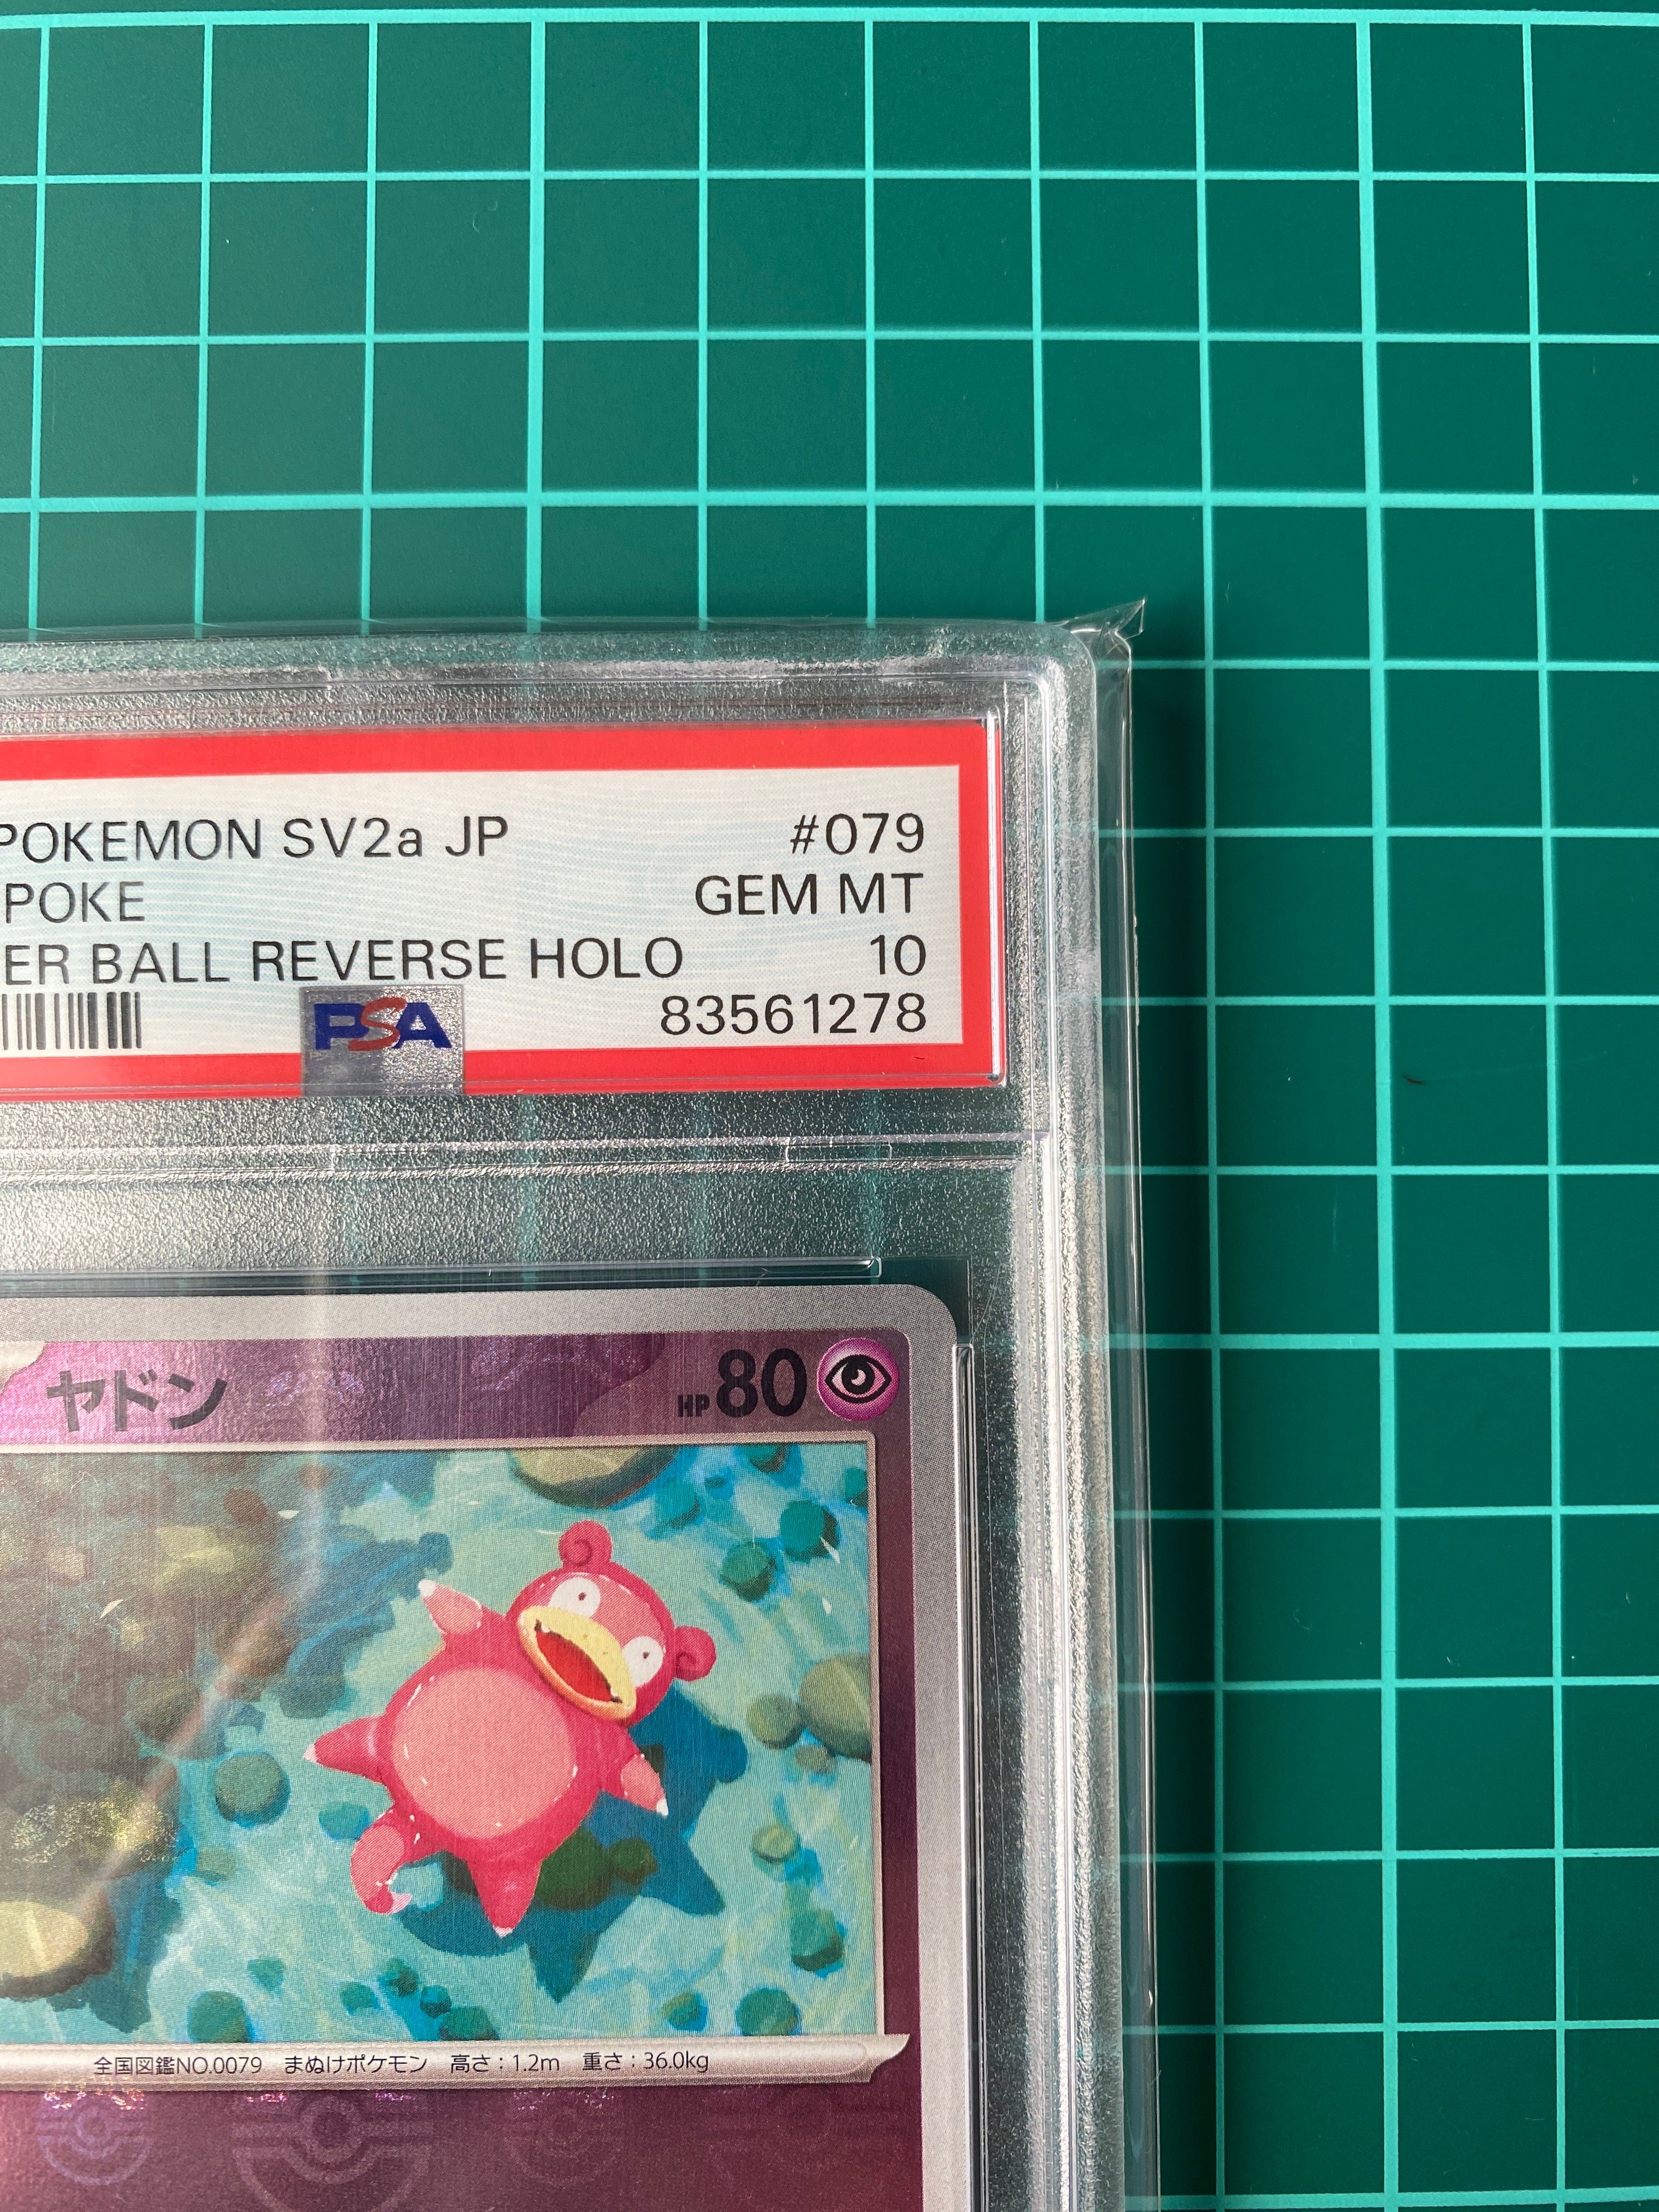 POKEMON SV2a JP #079
POKE GEM MT
ER BALL REVERSE HOLO 10
PSA 83561278
ヤドン HP 80
全国図鑑NO.0079 まぬけポケモン 高さ：1.2m 重さ：36.0kg